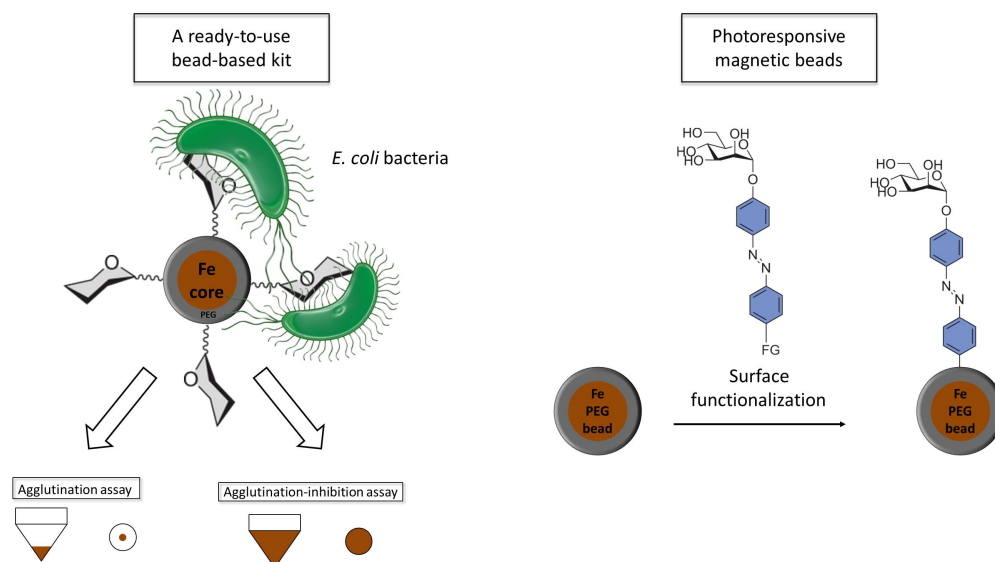 A ready-to-use
bead-based kit
E. coli bacteria
O
O
O
O
Fe
core
PEG
Agglutination assay
Agglutination-inhibition assay
Photoresponsive
magnetic beads
HO
OH
O
HO
HO
O
N
N
FG
Surface
functionalization
Fe
PEG
bead
HO
OH
O
HO
HO
O
N
N
Fe
PEG
bead